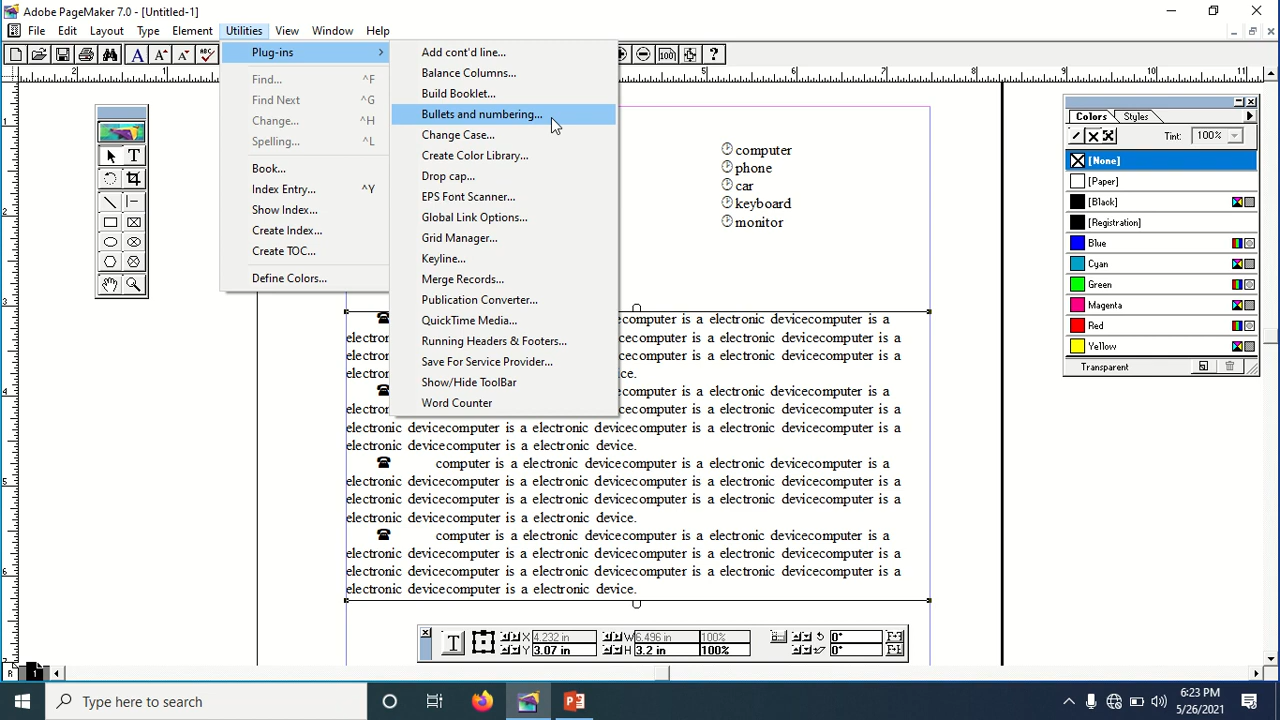 Adobe PageMaker 7.0 - [Untitled-1]
File Edit Layout Type Element Utilities View Window Help
Plug-ins
Find... ^F
Find Next ^G
Change... ^H
Spelling... ^L
Book...
Index Entry... ^Y
Show Index...
Create Index...
Create TOC...
Define Colors...
Add cont'd line...
Balance Columns...
Build Booklet...
Bullets and numbering...
Change Case...
Create Color Library...
Drop cap...
EPS Font Scanner...
Global Link Options...
Grid Manager...
Keyline...
Merge Records...
Publication Converter...
QuickTime Media...
Running Headers & Footers...
Save For Service Provider...
Show/Hide ToolBar
Word Counter
computer
phone
car
keyboard
monitor
Colors Styles
Tint: 100%
[None]
[Paper]
[Black]
[Registration]
Blue
Cyan
Green
Magenta
Red
Yellow
Transparent
computer is a electronic devicecomputer is a
electronic computer is a electronic devicecomputer is a
electronic computer is a electronic devicecomputer is a
electronic
computer is a electronic devicecomputer is a
electronic computer is a electronic devicecomputer is a
electronic devicecomputer is a electronic devicecomputer is a electronic devicecomputer is a
electronic devicecomputer is a electronic device.
computer is a electronic devicecomputer is a electronic devicecomputer is a
electronic devicecomputer is a electronic devicecomputer is a electronic devicecomputer is a
electronic devicecomputer is a electronic devicecomputer is a electronic devicecomputer is a
electronic devicecomputer is a electronic device.
computer is a electronic devicecomputer is a electronic devicecomputer is a
electronic devicecomputer is a electronic devicecomputer is a electronic devicecomputer is a
electronic devicecomputer is a electronic devicecomputer is a electronic devicecomputer is a
electronic devicecomputer is a electronic device.
X 4.232 in W 6.496 in 100% 0°
Y 3.07 in H 3.2 in 100% 0°
R 1
Type here to search
6:23 PM
5/26/2021